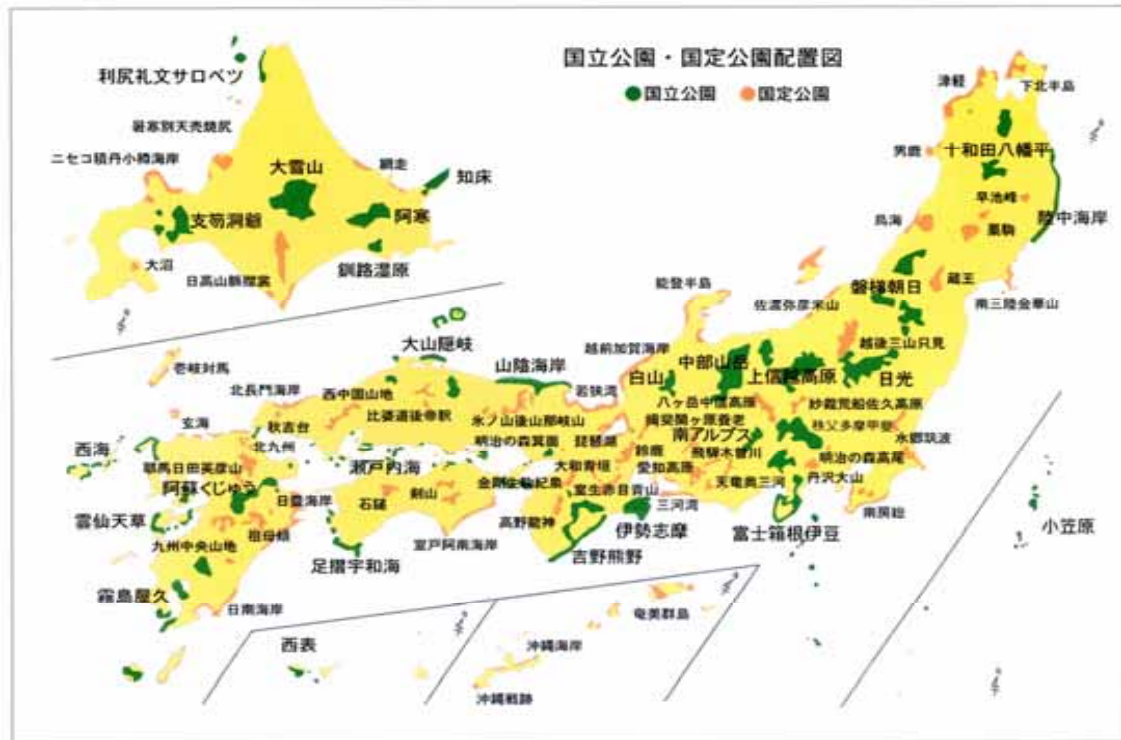 国立公園・国定公園配置図
国立公園 国定公園
利尻礼文サロベツ
暑寒別天売焼尻
ニセコ積丹小樽海岸
大雪山
網走
知床
支笏洞爺
阿寒
大沼
日高山脈襟裳
釧路湿原
津軽
下北半島
男鹿
十和田八幡平
早池峰
陸中海岸
鳥海
栗駒
磐梯朝日
蔵王
南三陸金華山
能登半島
佐渡弥彦米山
越後三山只見
越前加賀海岸
中部山岳
白山
上信越高原
日光
大山隠岐
山陰海岸
若狭湾
壱岐対馬
北長門海岸
西中国山地
比婆道後帝釈
氷ノ山後山那岐山
八ヶ岳中信高原
妙義荒船佐久高原
揖斐関ヶ原養老
秩父多摩甲斐
玄海
秋吉台
北九州
明治の森箕面
琵琶湖
南アルプス
水郷筑波
西海
耶馬日田英彦山
瀬戸内海
大和青垣
鈴鹿
飛騨木曽川
明治の森高尾
愛知高原
丹沢大山
阿蘇くじゅう
日豊海岸
石鎚
剣山
金剛生駒紀泉
室生赤目青山
天竜奥三河
雲仙天草
高野龍神
三河湾
南房総
九州中央山地
祖母傾
足摺宇和海
室戸阿南海岸
伊勢志摩
富士箱根伊豆
小笠原
吉野熊野
霧島屋久
日南海岸
西表
奄美群島
沖縄海岸
沖縄戦跡